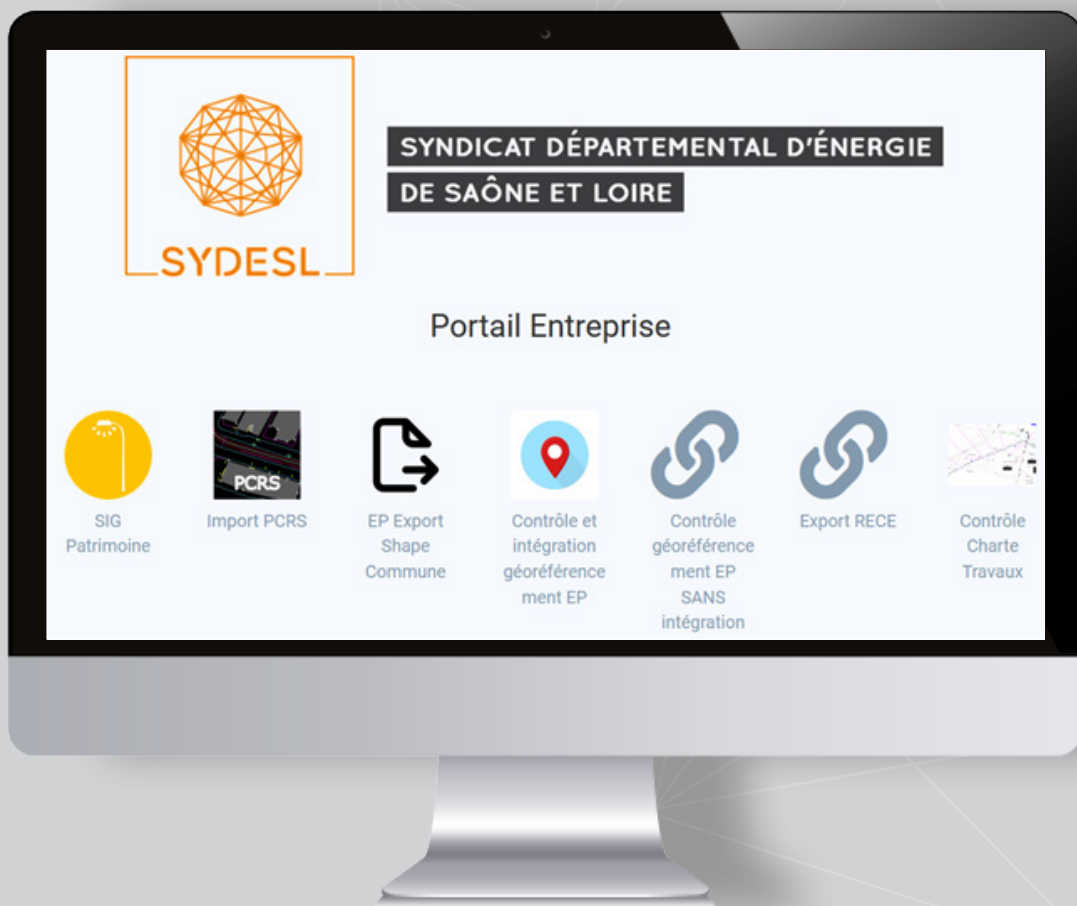 SYDESL
SYNDICAT DÉPARTEMENTAL D'ÉNERGIE
DE SAÔNE ET LOIRE
Portail Entreprise
PCRS
SIG
Patrimoine
Import PCRS
EP Export
Shape
Commune
Contrôle et
intégration
géoréférence
ment EP
Contrôle
géoréférence
ment EP
SANS
intégration
Export RECE
Contrôle
Charte
Travaux